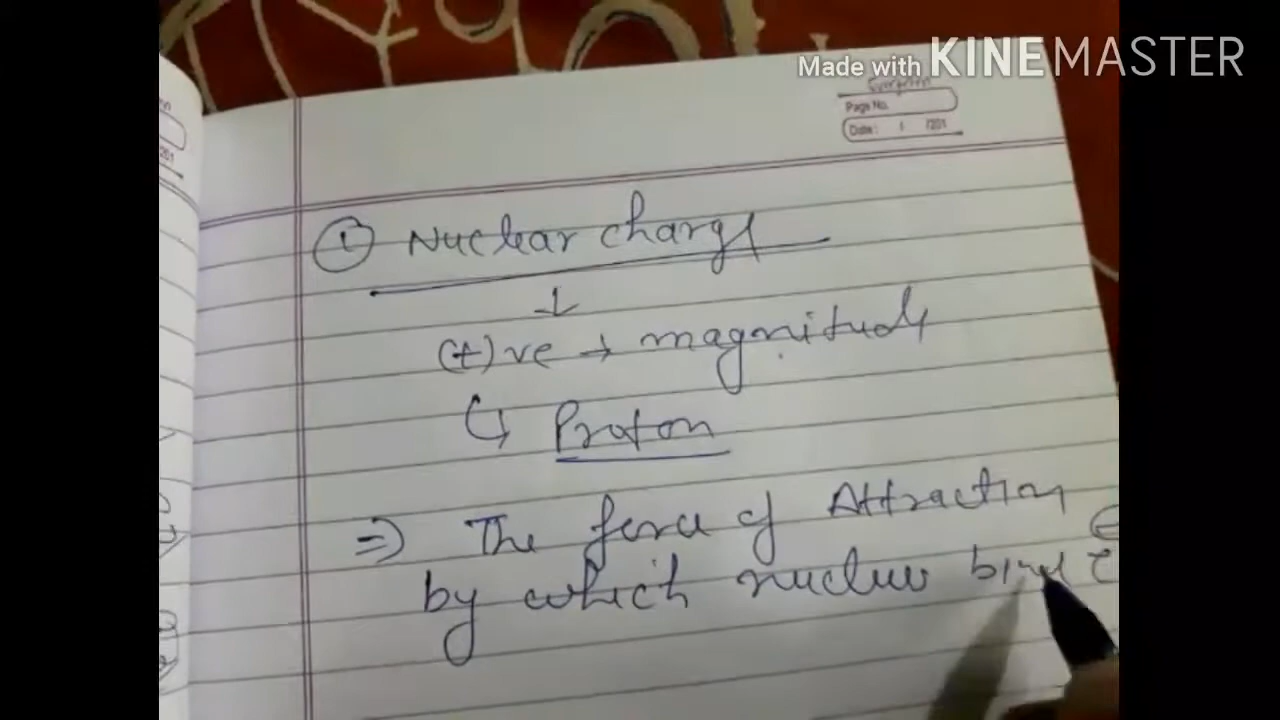 Made with KINEMASTER
Page No.
Date: / /201
① Nuclear charge
↓
(+)ve → magnitude
↳ Proton
⇒ The force of Attraction
by which nucleus bind e